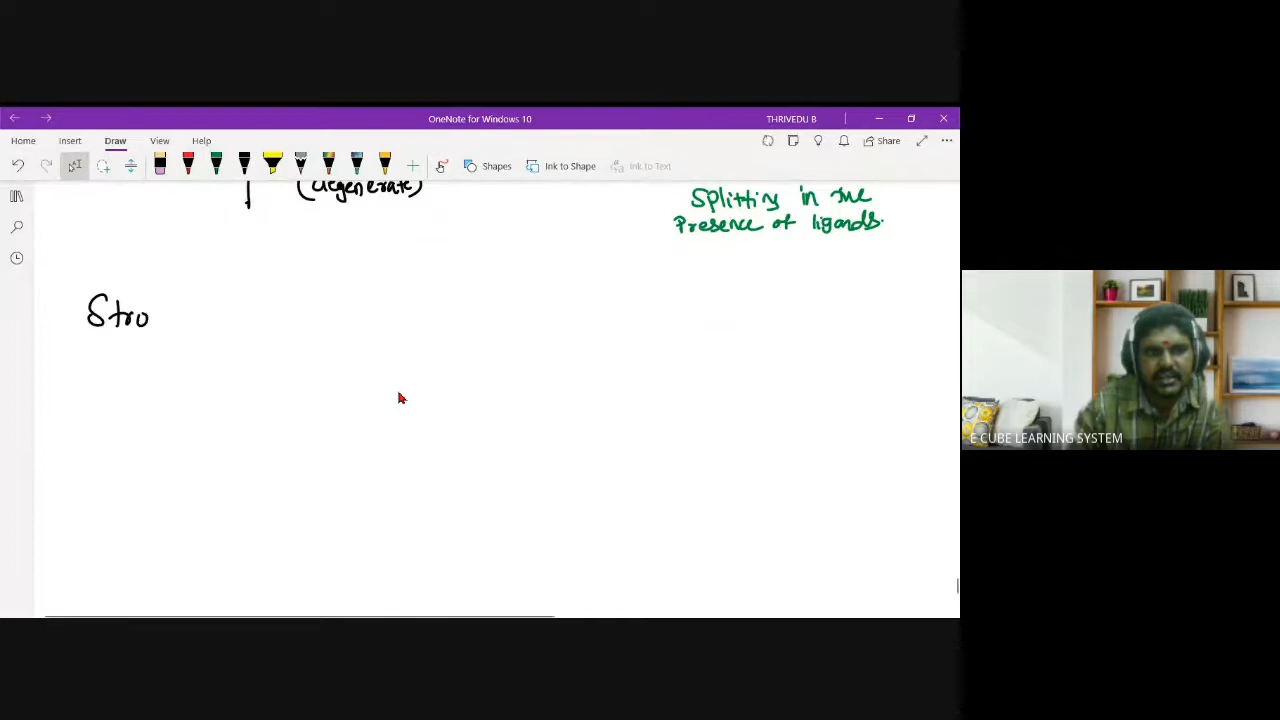 OneNote for Windows 10
THRIVEDU B
Home Insert Draw View Help
Share
Shapes Ink to Shape Ink to Text
(degenerate)
Splitting in the
Presence of ligands.
Stro
E CUBE LEARNING SYSTEM